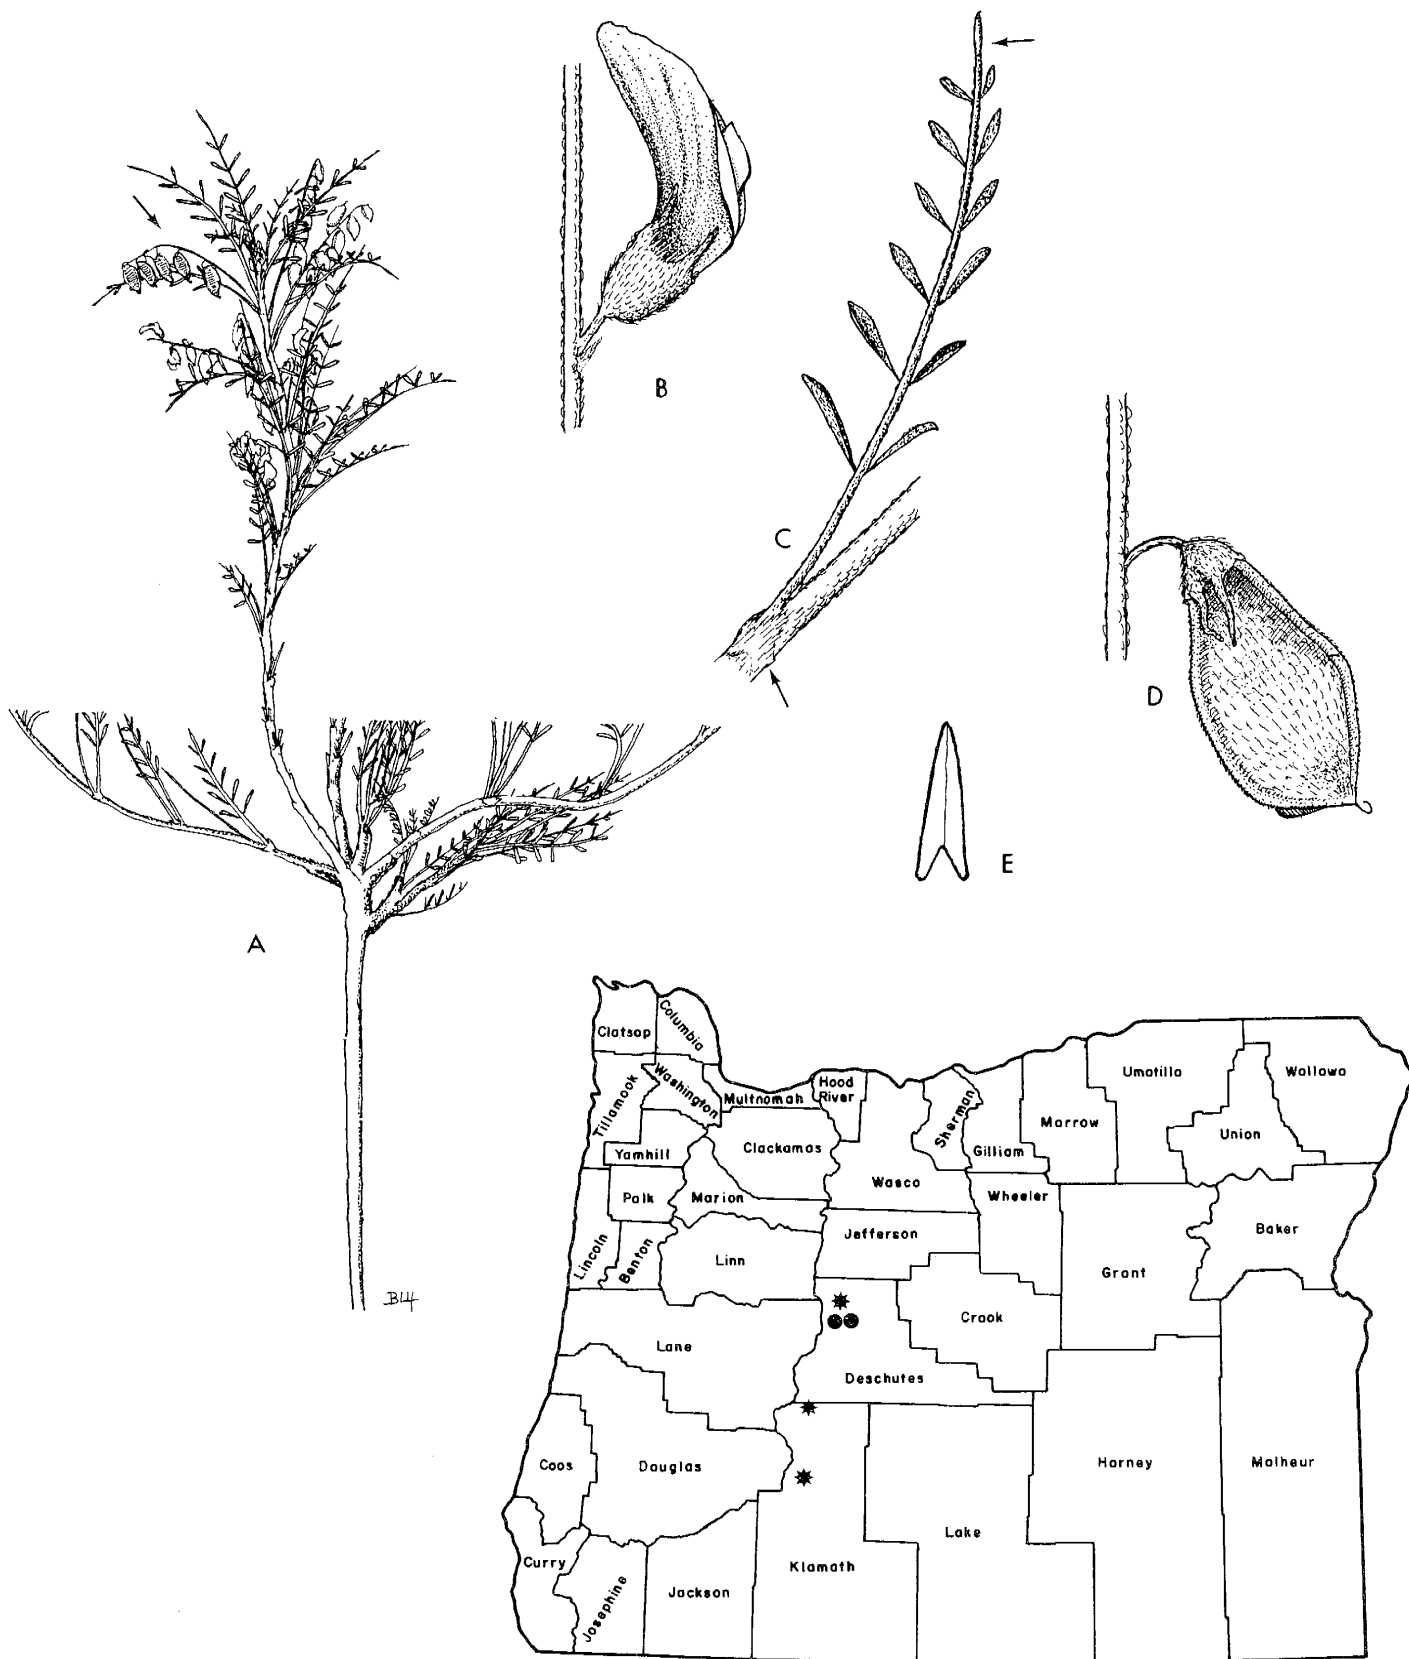 B
C
D
E
A
BLH
Clatsop
Columbia
Tillamook
Washington
Multnomah
Hood
River
Sherman
Gilliam
Morrow
Umatilla
Union
Wallowa
Yamhill
Clackamas
Wasco
Wheeler
Polk
Marion
Jefferson
Baker
Lincoln
Benton
Linn
Grant
Crook
Lane
Deschutes
Coos
Douglas
Harney
Malheur
Lake
Curry
Josephine
Jackson
Klamath